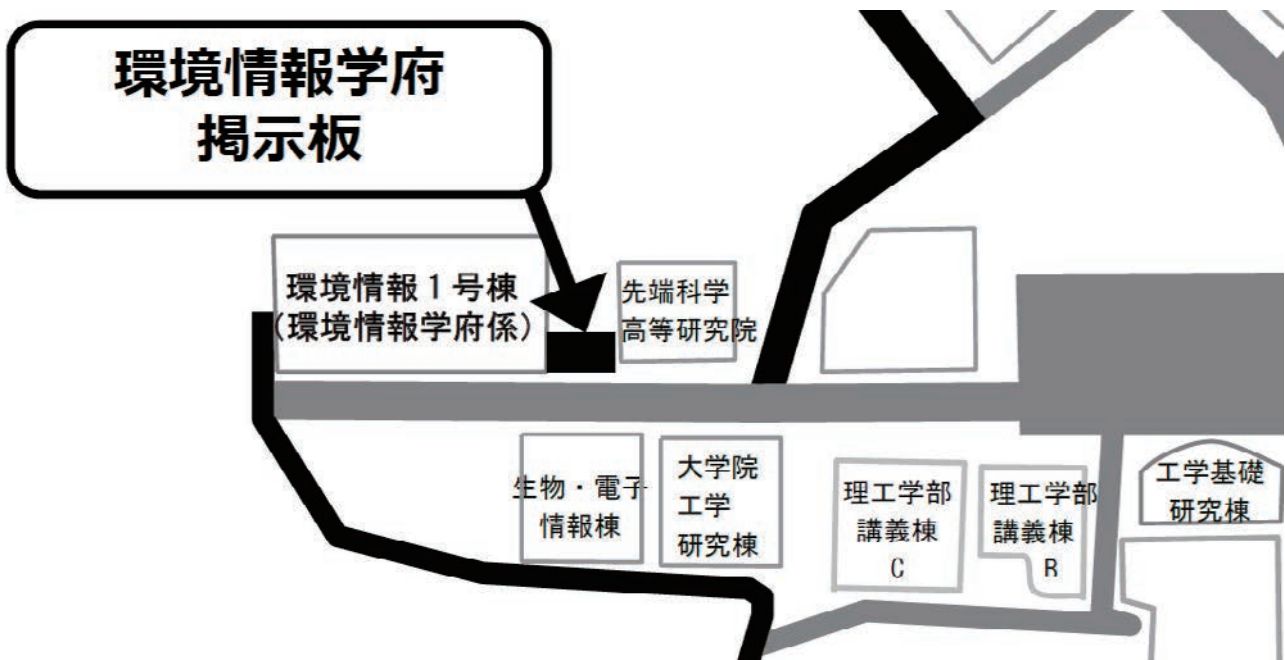 環境情報学府
掲示板
環境情報１号棟
(環境情報学府係)
先端科学
高等研究院
生物・電子
情報棟
大学院
工学
研究棟
理工学部
講義棟
C
理工学部
講義棟
R
工学基礎
研究棟